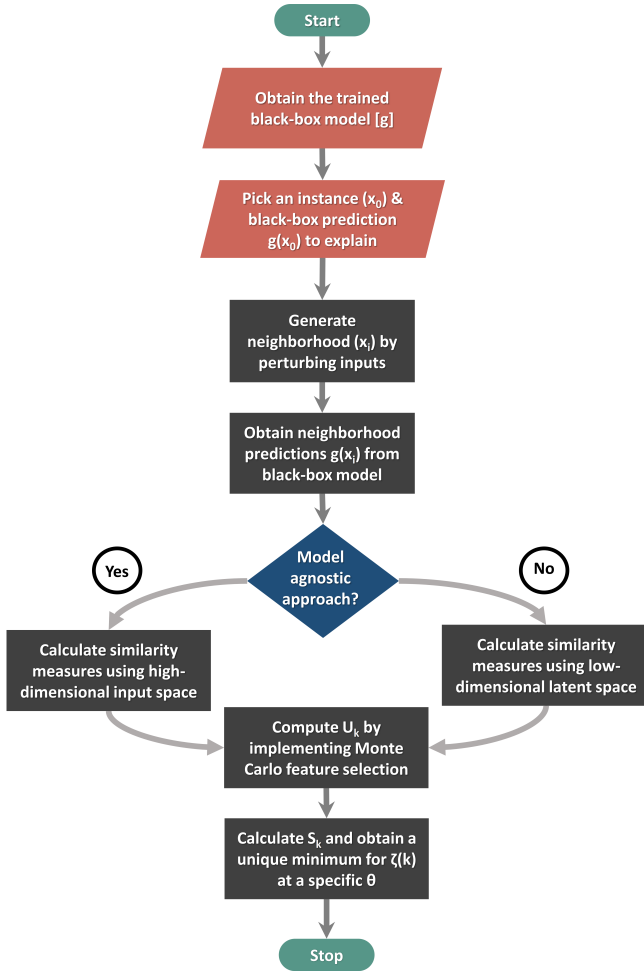 Start
Obtain the trained
black-box model [g]
Pick an instance (x₀) &
black-box prediction
g(x₀) to explain
Generate
neighborhood (xᵢ) by
perturbing inputs
Obtain neighborhood
predictions g(xᵢ) from
black-box model
Model
agnostic
approach?
Yes
No
Calculate similarity
measures using high-
dimensional input space
Calculate similarity
measures using low-
dimensional latent space
Compute Uₖ by
implementing Monte
Carlo feature selection
Calculate Sₖ and obtain a
unique minimum for ζ(k)
at a specific θ
Stop